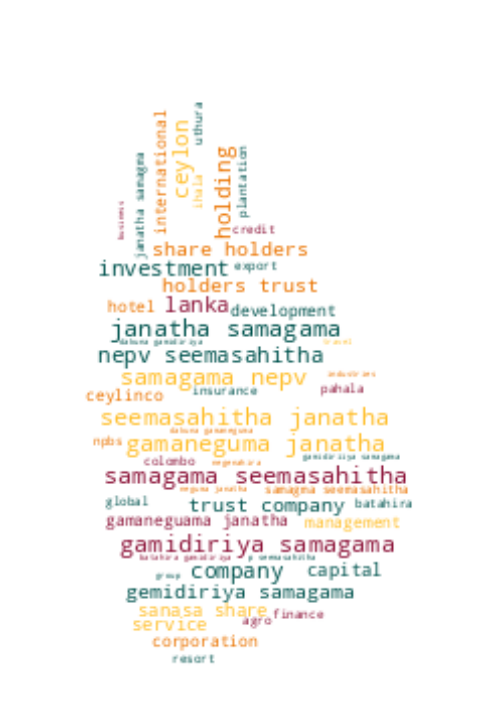 uthura
international
ceylon
ihala
holding
plantation
janatha samagma
business
credit
share holders
investment export
holders trust
hotel lanka development
janatha samagama
dakuna gamidiriya travel
nepv seemasahitha
samagama nepv industries
ceylinco insurance pahala
seemasahitha janatha
dakuna gamaneguma
npbs gamaneguma janatha
gamidiriiya samagama
colombo negenahira
samagama seemasahitha
neguma janatha samagma seemasahitha
global trust company batahira
gamaneguama janatha management
gamidiriya samagama
batahira gamidiriya p seemasahitha
group company capital
gemidiriya samagama
sanasa share finance
service agro
corporation
resort